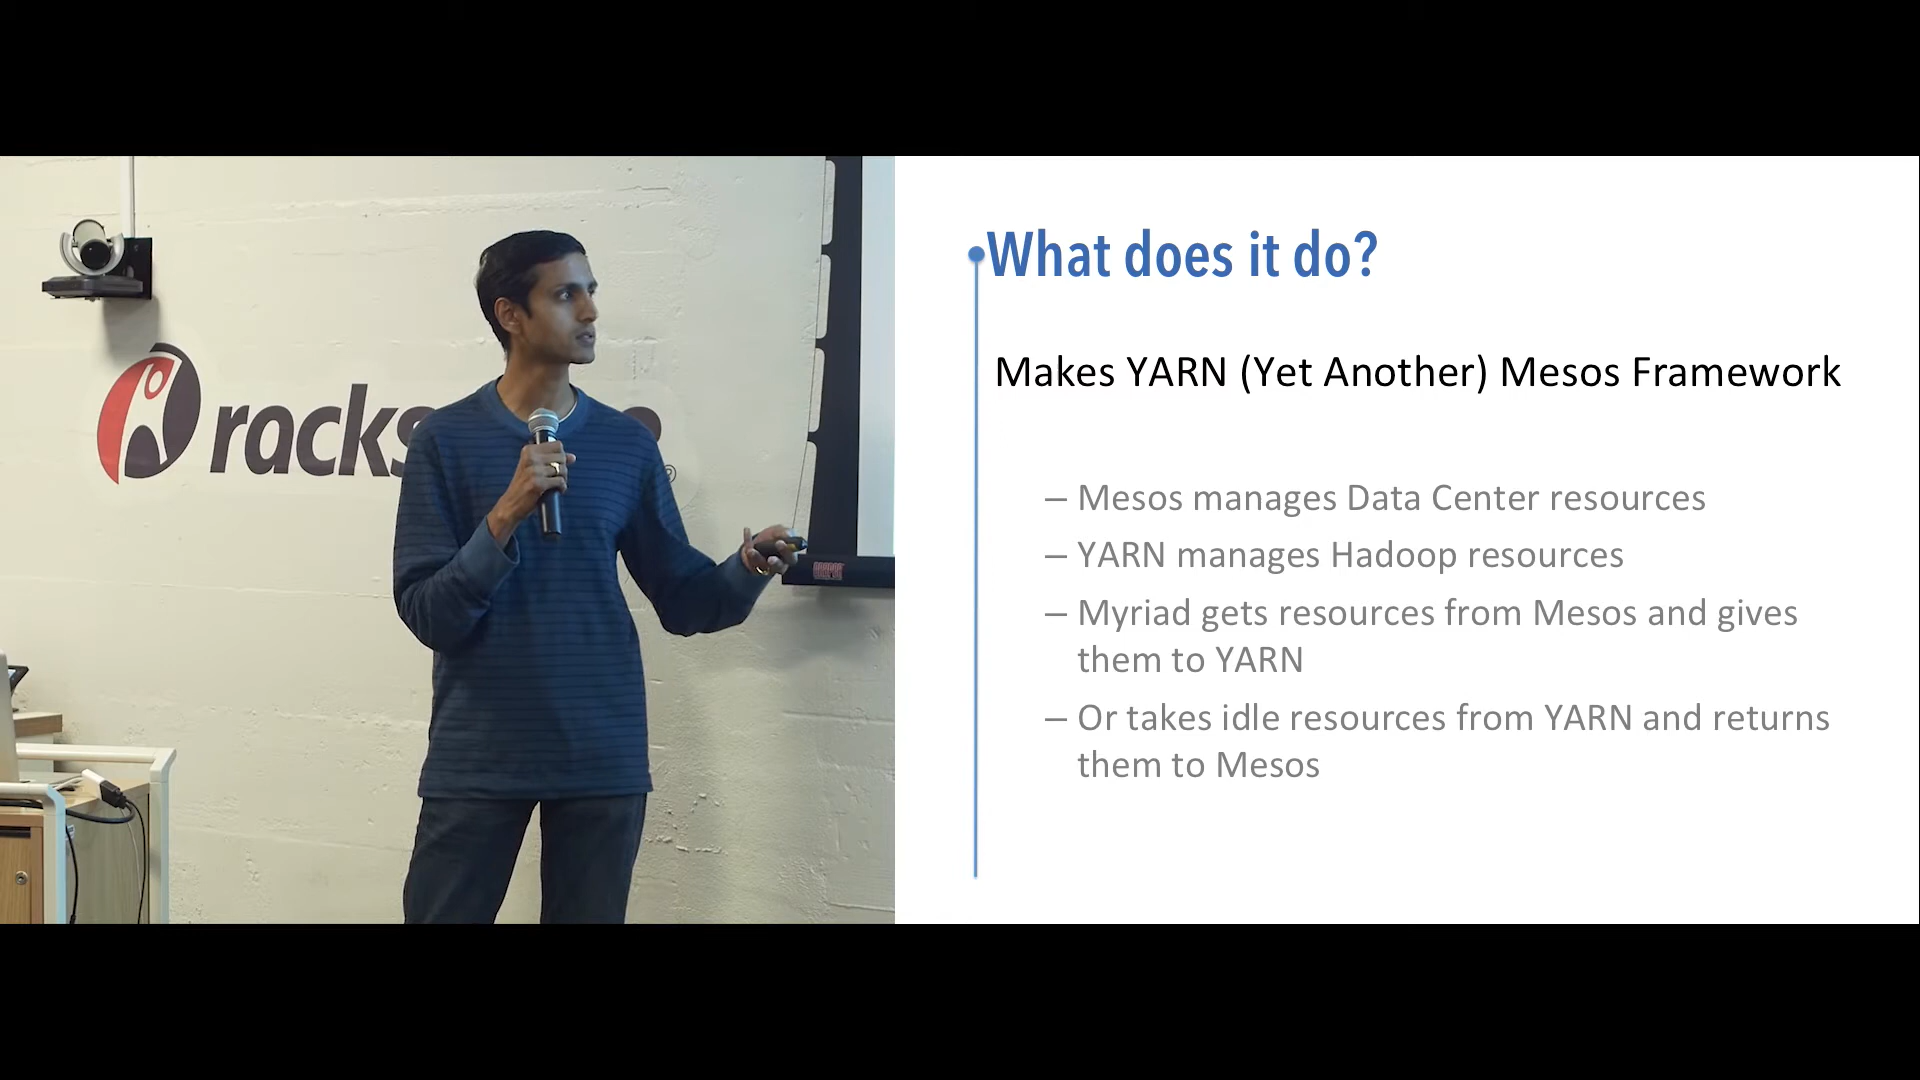 racks
®
DRAPER
What does it do?
Makes YARN (Yet Another) Mesos Framework
– Mesos manages Data Center resources
– YARN manages Hadoop resources
– Myriad gets resources from Mesos and gives
them to YARN
– Or takes idle resources from YARN and returns
them to Mesos